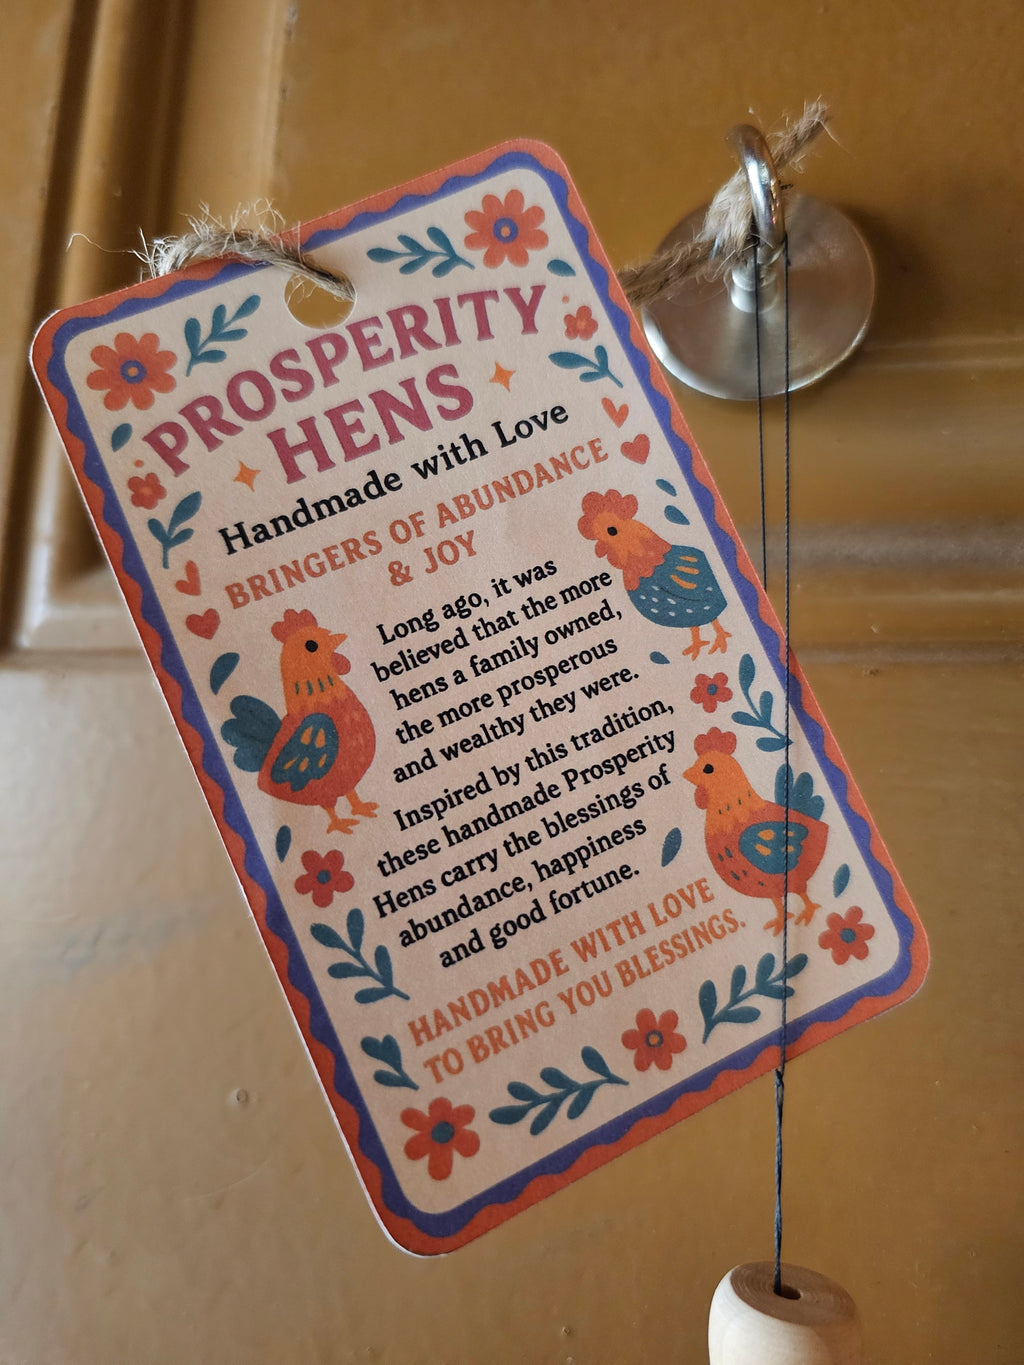 PROSPERITY
HENS
Handmade with Love
BRINGERS OF ABUNDANCE
& JOY
Long ago, it was
believed that the more
hens a family owned,
the more prosperous
and wealthy they were.
Inspired by this tradition,
these handmade Prosperity
Hens carry the blessings of
abundance, happiness
and good fortune.
HANDMADE WITH LOVE
TO BRING YOU BLESSINGS.